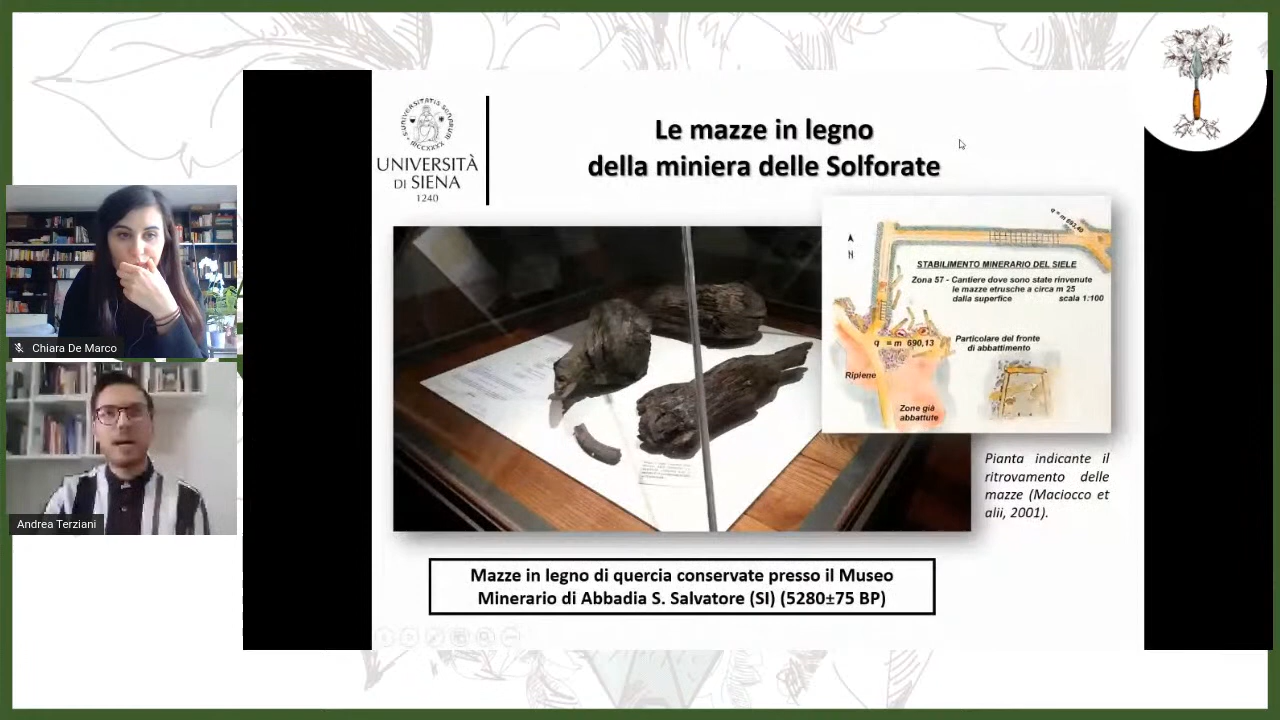 UNIVERSITÀ
DI SIENA
1240
Le mazze in legno
della miniera delle Solforate
N
q = m 693,40
STABILIMENTO MINERARIO DEL SIELE
Zona 57 - Cantiere dove sono state rinvenute
le mazze etrusche a circa m 25
dalla superfice scala 1:100
q = m 690,13
Particolare del fronte
di abbattimento
Ripiene
Zone già
abbattute
Pianta indicante il
ritrovamento delle
mazze (Maciocco et
alii, 2001).
Mazze in legno di quercia conservate presso il Museo
Minerario di Abbadia S. Salvatore (SI) (5280±75 BP)
Chiara De Marco
Andrea Terziani